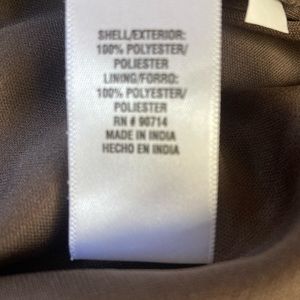 SHELL/EXTERIOR:
100% POLYESTER/
POLIESTER
LINING/FORRO:
100% POLYESTER/
POLIESTER
RN # 90714
MADE IN INDIA
HECHO EN INDIA